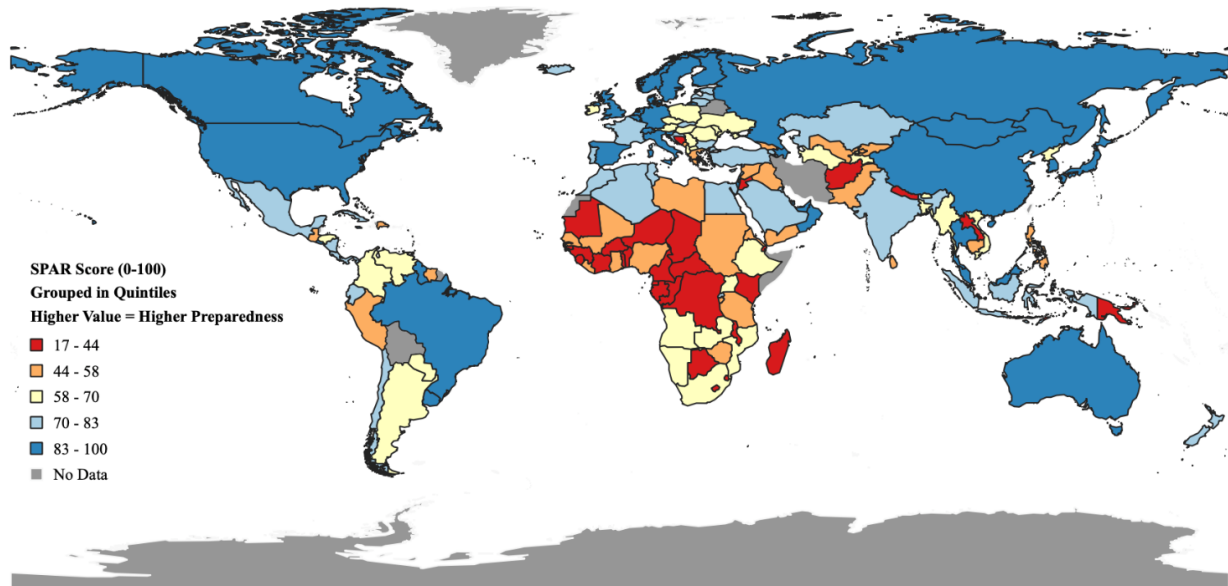 SPAR Score (0-100)
Grouped in Quintiles
Higher Value = Higher Preparedness
17 - 44
44 - 58
58 - 70
70 - 83
83 - 100
No Data